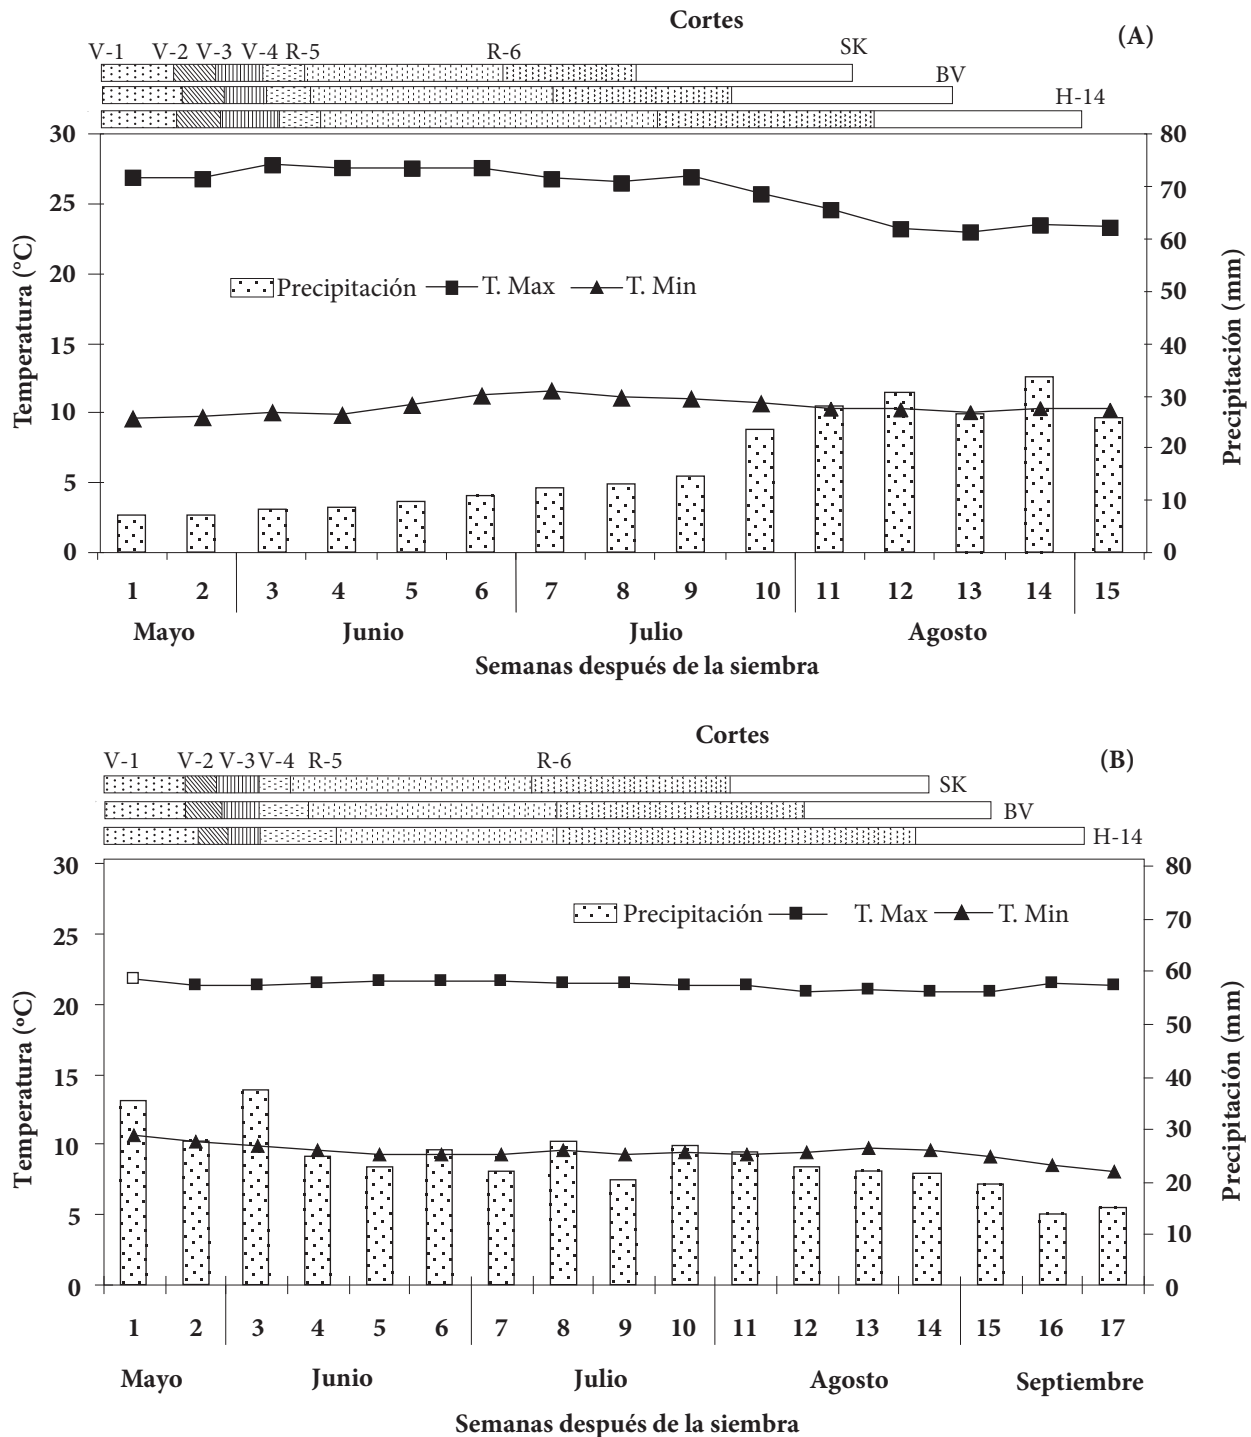 Cortes
(A)
V-1 V-2 V-3 V-4 R-5 R-6 SK
BV
H-14
30 80
25 70
20 60
15 50
10 40
5 30
0 20
10
0
Temperatura (°C)
Precipitación (mm)
Precipitación T. Max T. Min
1 2 3 4 5 6 7 8 9 10 11 12 13 14 15
Mayo Junio Julio Agosto
Semanas después de la siembra
Cortes
(B)
V-1 V-2 V-3 V-4 R-5 R-6
SK
BV
H-14
30 80
25 70
20 60
15 50
10 40
5 30
0 20
10
0
Temperatura (ºC)
Precipitación (mm)
Precipitación T. Max T. Min
1 2 3 4 5 6 7 8 9 10 11 12 13 14 15 16 17
Mayo Junio Julio Agosto Septiembre
Semanas después de la siembra